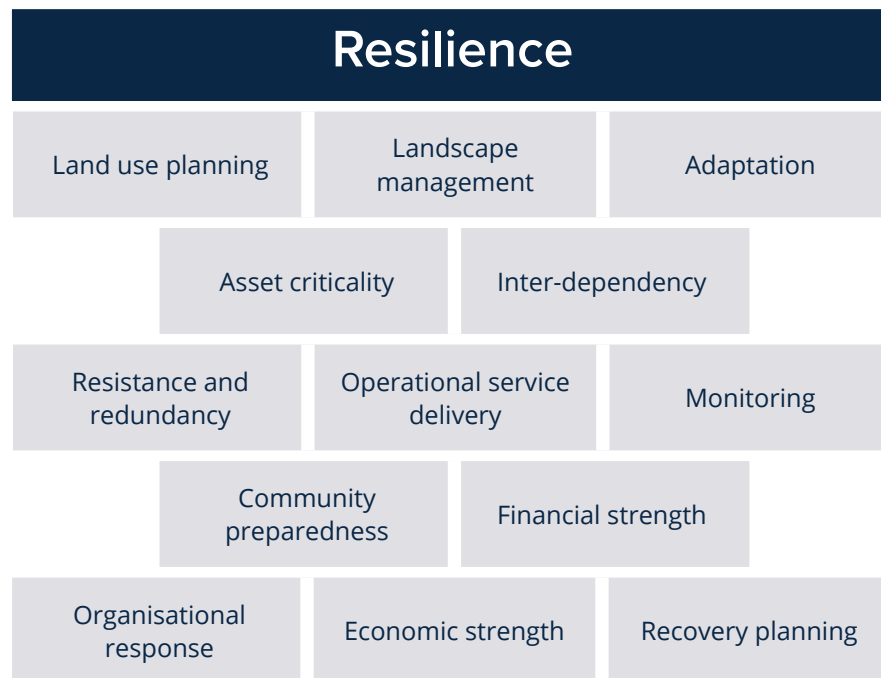 Resilience
Land use planning
Landscape
management
Adaptation
Asset criticality
Inter-dependency
Resistance and
redundancy
Operational service
delivery
Monitoring
Community
preparedness
Financial strength
Organisational
response
Economic strength
Recovery planning